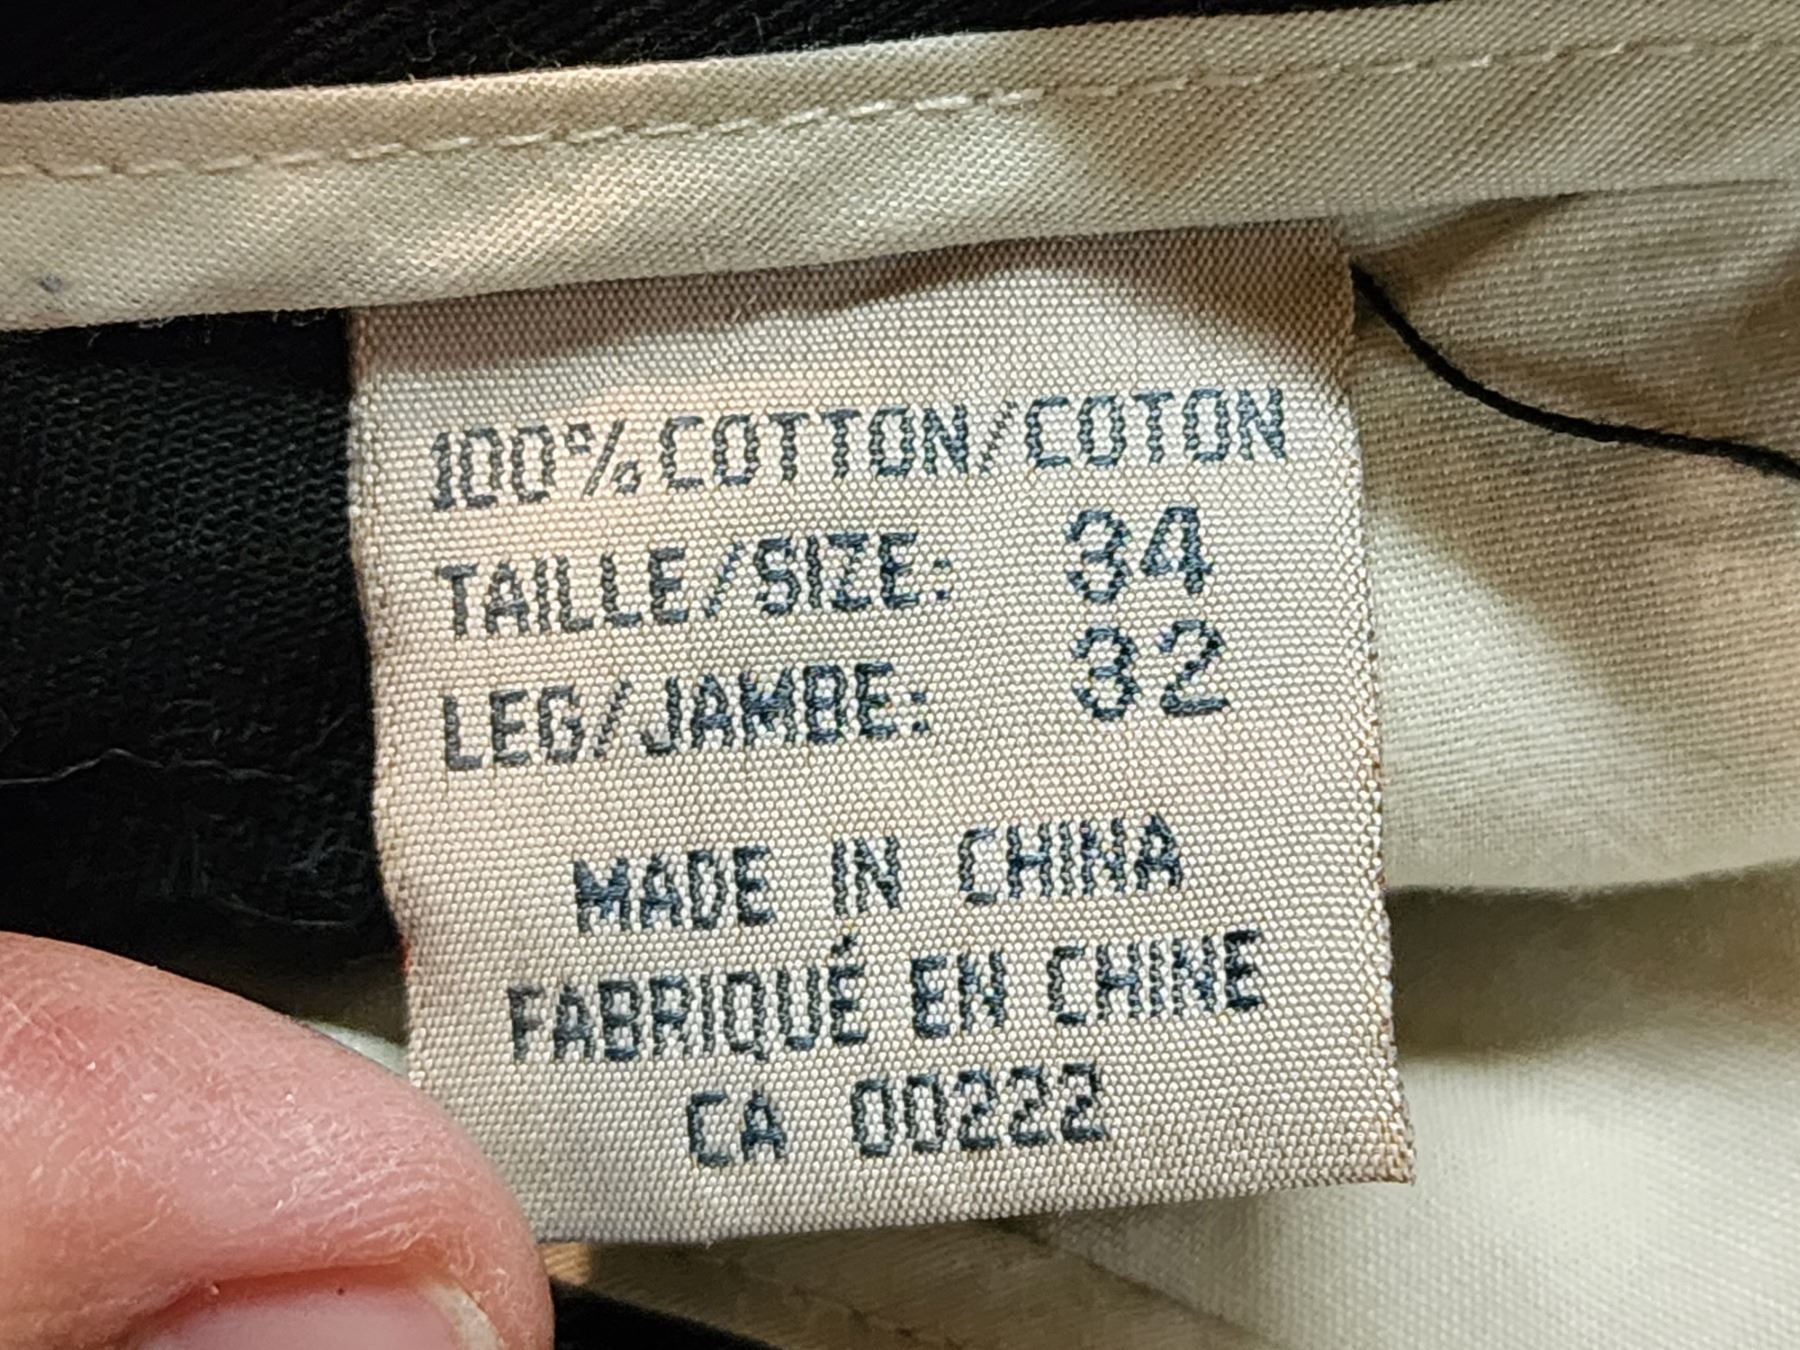 100% COTTON/COTON
TAILLE/SIZE: 34
LEG/JAMBE: 32
MADE IN CHINA
FABRIQUÉ EN CHINE
CA 00222